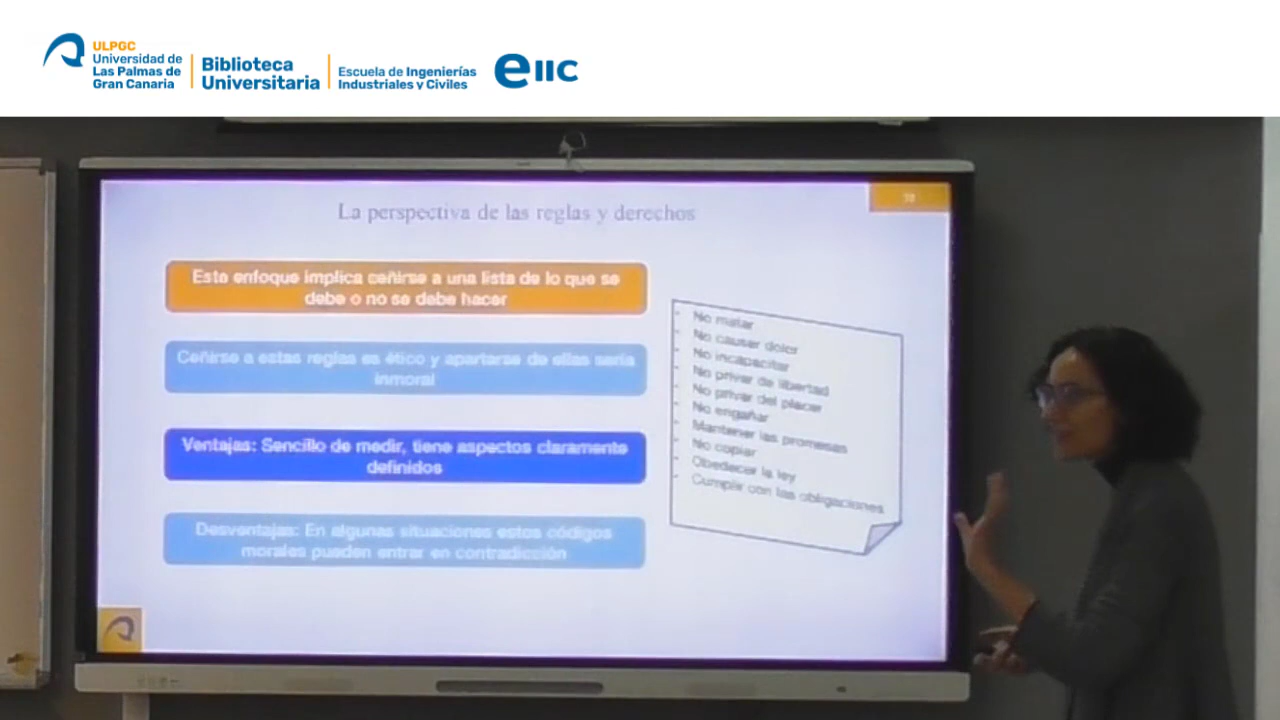 ULPGC
Universidad de
Las Palmas de
Gran Canaria
Biblioteca
Universitaria
Escuela de Ingenierías
Industriales y Civiles
eiic
La perspectiva de las reglas y derechos
Este enfoque implica ceñirse a una lista de lo que se
debe o no se debe hacer
Ceñirse a estas reglas es ético y apartarse de ellas sería
inmoral
Ventajas: Sencillo de medir, tiene aspectos claramente
definidos
Desventajas: En algunas situaciones estos códigos
morales pueden entrar en contradicción
- No matar
- No causar dolor
- No incapacitar
- No privar de libertad
- No privar del placer
- No engañar
- Mantener las promesas
- No copiar
- Obedecer la ley
- Cumplir con las obligaciones